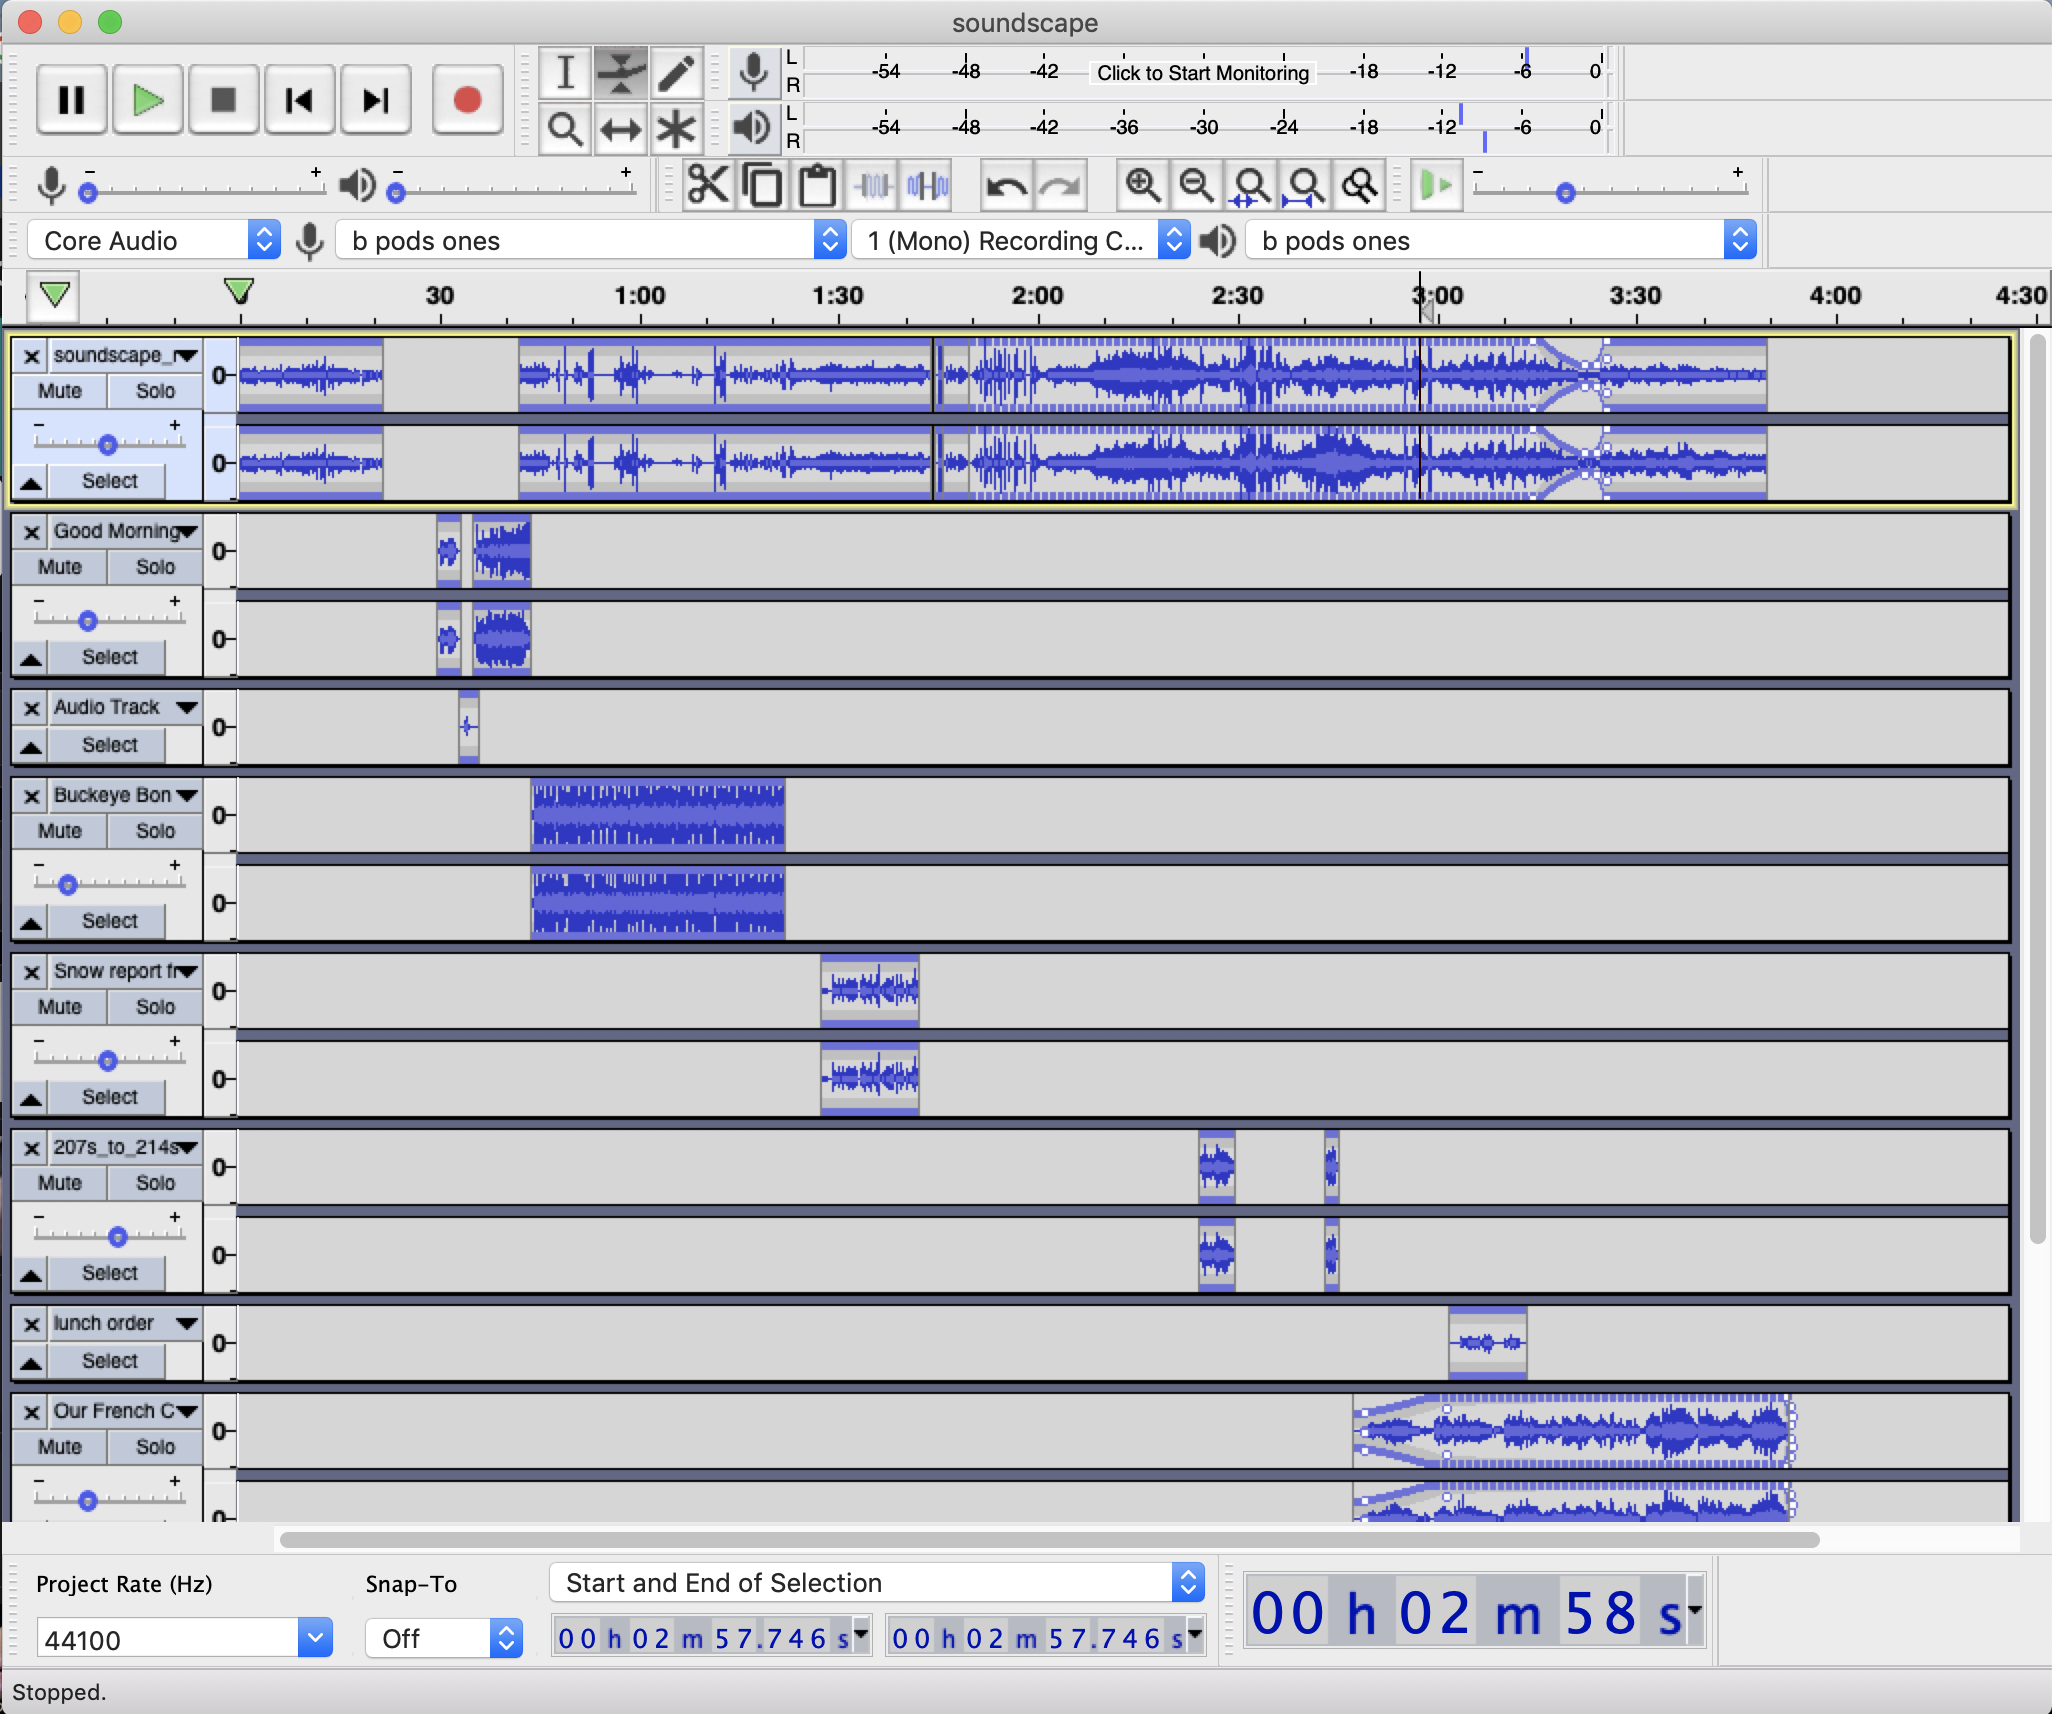 soundscape
L
R
-54 -48 -42 Click to Start Monitoring -18 -12 -6 0
L
R
-54 -48 -42 -36 -30 -24 -18 -12 -6 0
- + - + - +
Core Audio b pods ones 1 (Mono) Recording C... b pods ones
30 1:00 1:30 2:00 2:30 3:00 3:30 4:00 4:30
soundscape_r
Mute Solo
- +
Select
0
0
Good Morning
Mute Solo
- +
Select
0
0
Audio Track
Select
0
Buckeye Bon
Mute Solo
- +
Select
0
0
Snow report fr
Mute Solo
- +
Select
0
0
207s_to_214s
Mute Solo
- +
Select
0
0
lunch order
Select
0
Our French C
Mute Solo
- +
0
0
Project Rate (Hz) Snap-To Start and End of Selection
44100 Off 00 h 02 m 57.746 s 00 h 02 m 57.746 s 00 h 02 m 58 s
Stopped.